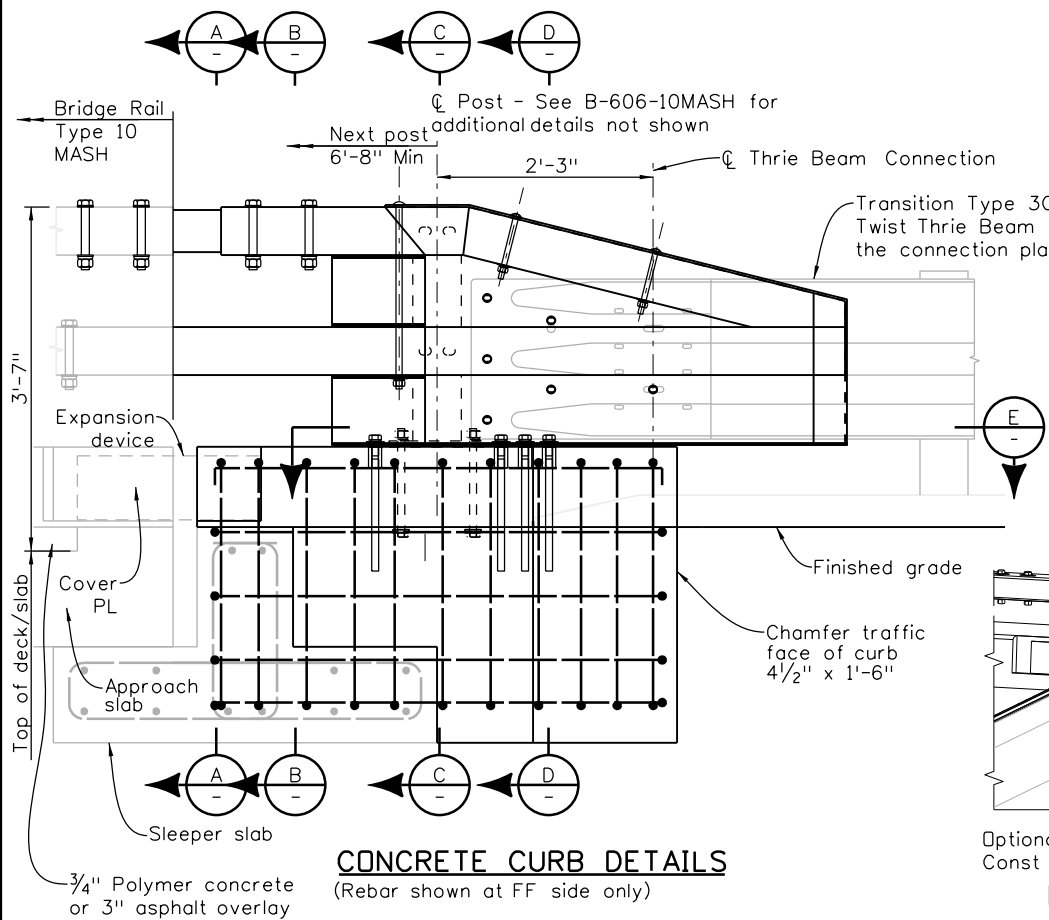 A
-
B
-
C
-
D
-
Bridge Rail
Type 10
MASH
℄ Post - See B-606-10MASH for
additional details not shown
Next post
6'-8" Min
2'-3"
℄ Thrie Beam Connection
Transition Type 3
Twist Thrie Beam
the connection pla
3'-7"
Expansion
device
E
-
Cover
PL
Finished grade
Top of deck/slab
Approach
slab
Chamfer traffic
face of curb
4½" x 1'-6"
A
-
B
-
C
-
D
-
Sleeper slab
¾" Polymer concrete
or 3" asphalt overlay
CONCRETE CURB DETAILS
(Rebar shown at FF side only)
Optiona
Const